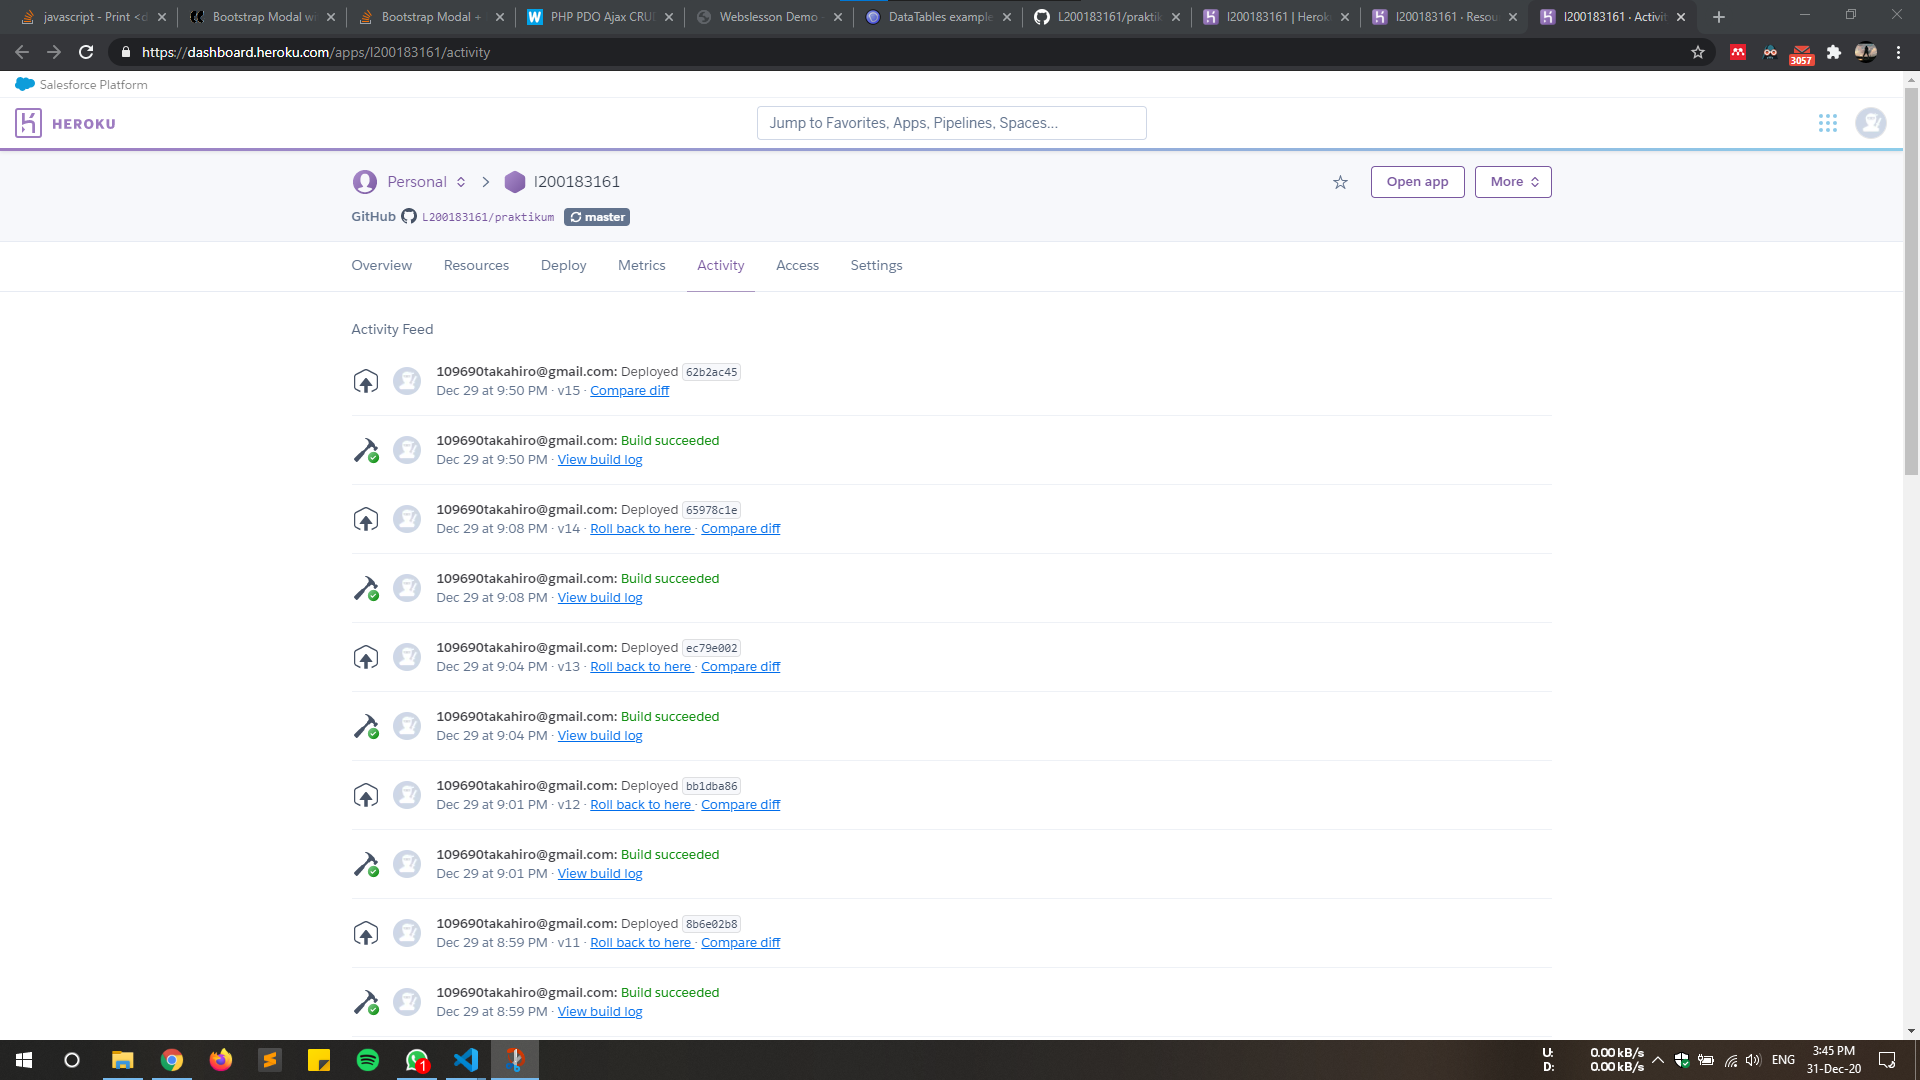 javascript - Print <d
Bootstrap Modal wi
Bootstrap Modal +
PHP PDO Ajax CRU
Webslesson Demo
DataTables example
L200183161/praktik
l200183161 | Herok
l200183161 · Resou
l200183161 · Activit
https://dashboard.heroku.com/apps/l200183161/activity
3057
Salesforce Platform
HEROKU
Jump to Favorites, Apps, Pipelines, Spaces...
Personal
l200183161
Open app
More
GitHub L200183161/praktikum master
Overview Resources Deploy Metrics Activity Access Settings
Activity Feed
109690takahiro@gmail.com: Deployed 62b2ac45
Dec 29 at 9:50 PM · v15 · Compare diff
109690takahiro@gmail.com: Build succeeded
Dec 29 at 9:50 PM · View build log
109690takahiro@gmail.com: Deployed 65978c1e
Dec 29 at 9:08 PM · v14 · Roll back to here · Compare diff
109690takahiro@gmail.com: Build succeeded
Dec 29 at 9:08 PM · View build log
109690takahiro@gmail.com: Deployed ec79e002
Dec 29 at 9:04 PM · v13 · Roll back to here · Compare diff
109690takahiro@gmail.com: Build succeeded
Dec 29 at 9:04 PM · View build log
109690takahiro@gmail.com: Deployed bb1dba86
Dec 29 at 9:01 PM · v12 · Roll back to here · Compare diff
109690takahiro@gmail.com: Build succeeded
Dec 29 at 9:01 PM · View build log
109690takahiro@gmail.com: Deployed 8b6e02b8
Dec 29 at 8:59 PM · v11 · Roll back to here · Compare diff
109690takahiro@gmail.com: Build succeeded
Dec 29 at 8:59 PM · View build log
1
U: 0.00 kB/s
D: 0.00 kB/s
ENG
3:45 PM
31-Dec-20